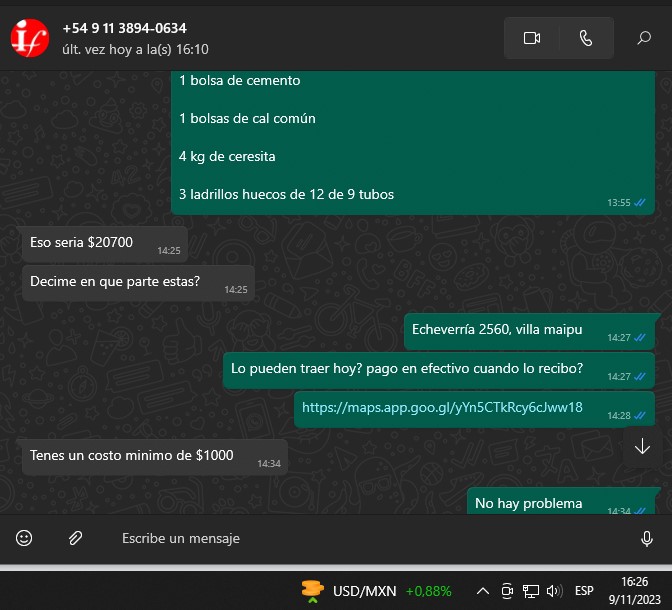 if
+54 9 11 3894-0634
últ. vez hoy a la(s) 16:10
1 bolsa de cemento
1 bolsas de cal común
4 kg de ceresita
3 ladrillos huecos de 12 de 9 tubos
13:55
Eso seria $20700
14:25
Decime en que parte estas?
14:25
Echeverría 2560, villa maipu
14:27
Lo pueden traer hoy? pago en efectivo cuando lo recibo?
14:27
https://maps.app.goo.gl/yYn5CTkRcy6cJww18
14:28
Tenes un costo minimo de $1000
14:34
No hay problema
14:34
Escribe un mensaje
USD/MXN +0,88%
ESP
16:26
9/11/2023